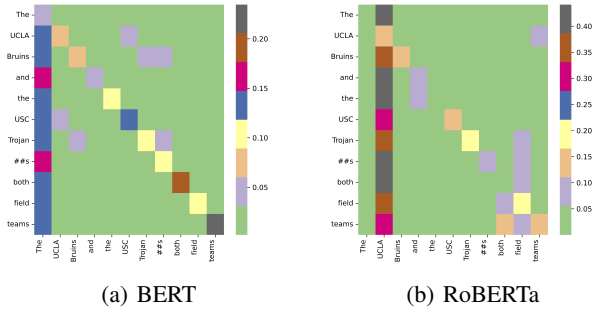 The
UCLA
Bruins
and
the
USC
Trojan
##s
both
field
teams
The
UCLA
Bruins
and
the
USC
Trojan
##s
both
field
teams
0.20
0.15
0.10
0.05
(a) BERT
The
UCLA
Bruins
and
the
USC
Trojan
##s
both
field
teams
The
UCLA
Bruins
and
the
USC
Trojan
##s
both
field
teams
0.40
0.35
0.30
0.25
0.20
0.15
0.10
0.05
(b) RoBERTa